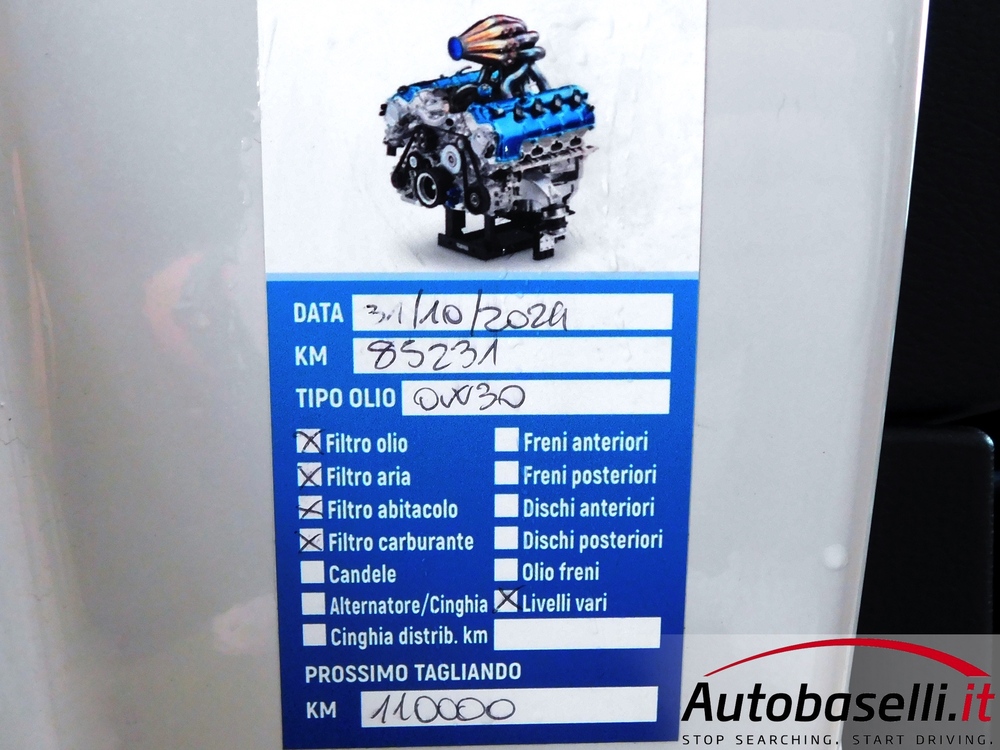 DATA 31/10/2024
KM 85231
TIPO OLIO 0W30
Filtro olio
Freni anteriori
Filtro aria
Freni posteriori
Filtro abitacolo
Dischi anteriori
Filtro carburante
Dischi posteriori
Candele
Olio freni
Alternatore/Cinghia
Livelli vari
Cinghia distrib. km
PROSSIMO TAGLIANDO
KM 110000
Autobaselli.it
STOP SEARCHING. START DRIVING.